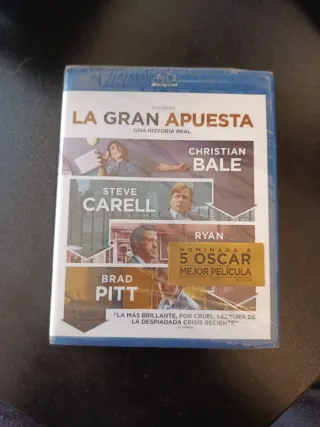 LA GRAN APUESTA
UNA HISTORIA REAL
CHRISTIAN
BALE
STEVE
CARELL
RYAN
NOMINADA A
5 OSCAR
MEJOR PELÍCULA
BRAD
PITT
"LA MÁS BRILLANTE, POR CRUEL, LECTURA DE
LA DESPIADADA CRISIS RECIENTE"